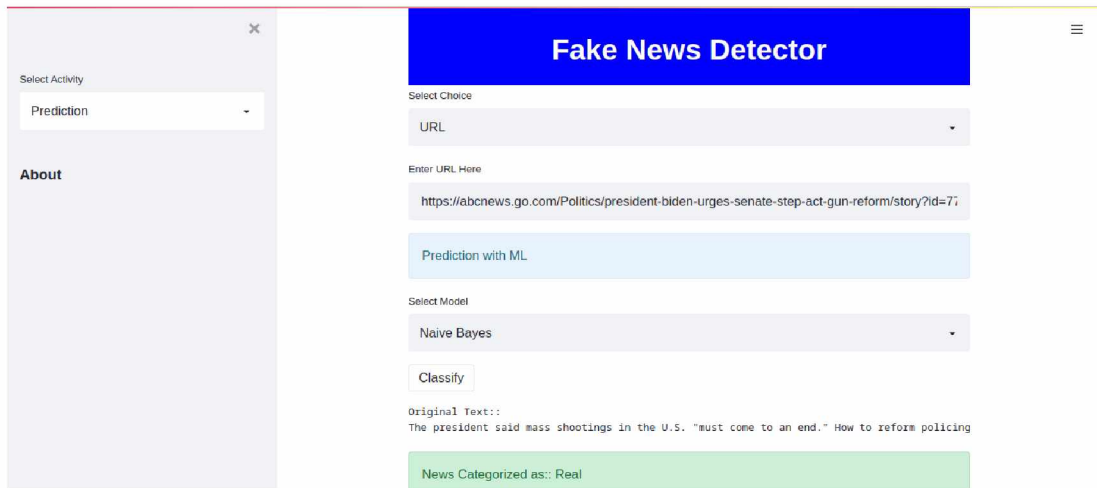 Select Activity
Prediction
About
Fake News Detector
Select Choice
URL
Enter URL Here
https://abcnews.go.com/Politics/president-biden-urges-senate-step-act-gun-reform/story?id=77
Prediction with ML
Select Model
Naive Bayes
Classify
Original Text::
The president said mass shootings in the U.S. "must come to an end." How to reform policing
News Categorized as:: Real